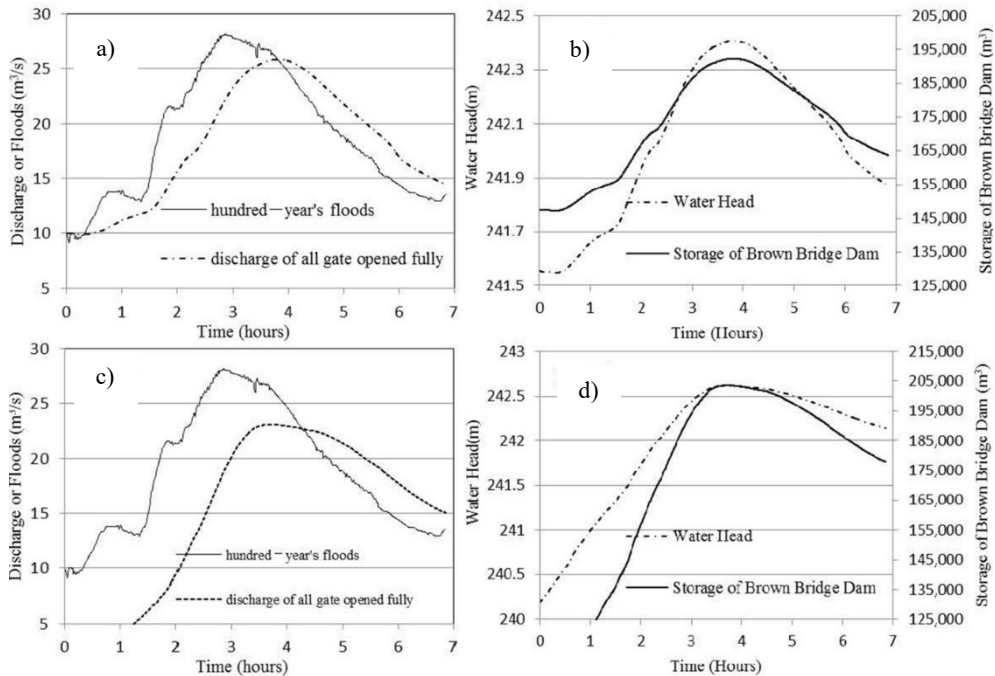 a)
30
25
20
15
10
5
Discharge or Floods (m³/s)
hundred—year's floods
discharge of all gate opened fully
0 1 2 3 4 5 6 7
Time (hours)
b)
242.5
242.3
242.1
241.9
241.7
241.5
Water Head(m)
Water Head
Storage of Brown Bridge Dam
205,000
195,000
185,000
175,000
165,000
155,000
145,000
135,000
125,000
Storage of Brown Bridge Dam (m³)
0 1 2 3 4 5 6 7
Time (Hours)
c)
30
25
20
15
10
5
Discharge or Floods (m³/s)
hundred—year's floods
discharge of all gate opened fully
0 1 2 3 4 5 6 7
Time (hours)
d)
243
242.5
242
241.5
241
240.5
240
Water Head(m)
Water Head
Storage of Brown Bridge Dam
215,000
205,000
195,000
185,000
175,000
165,000
155,000
145,000
135,000
125,000
Storage of Brown Bridge Dam (m³)
0 1 2 3 4 5 6 7
Time (Hours)